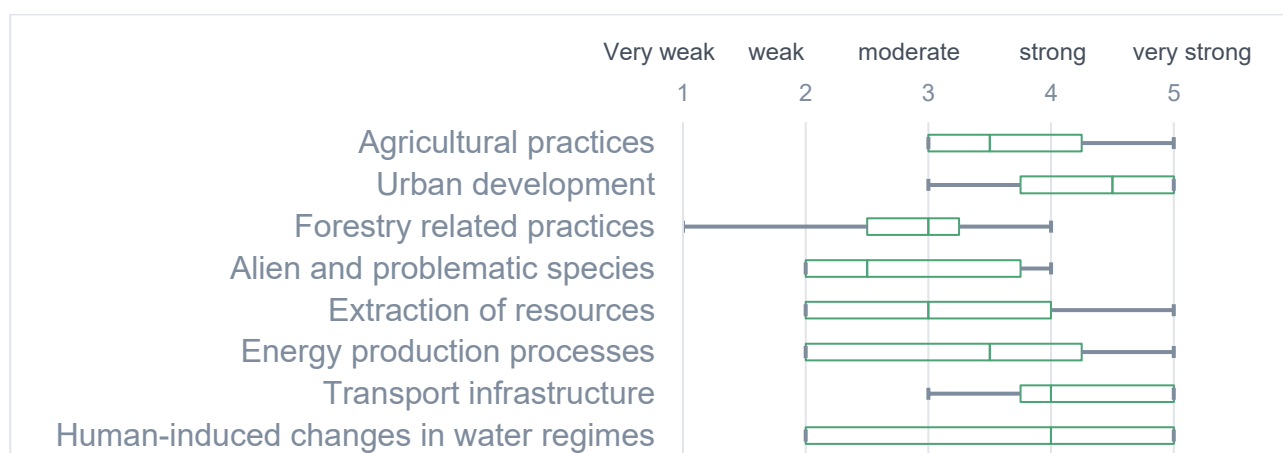 Very weak weak moderate strong very strong
1 2 3 4 5
Agricultural practices
Urban development
Forestry related practices
Alien and problematic species
Extraction of resources
Energy production processes
Transport infrastructure
Human-induced changes in water regimes